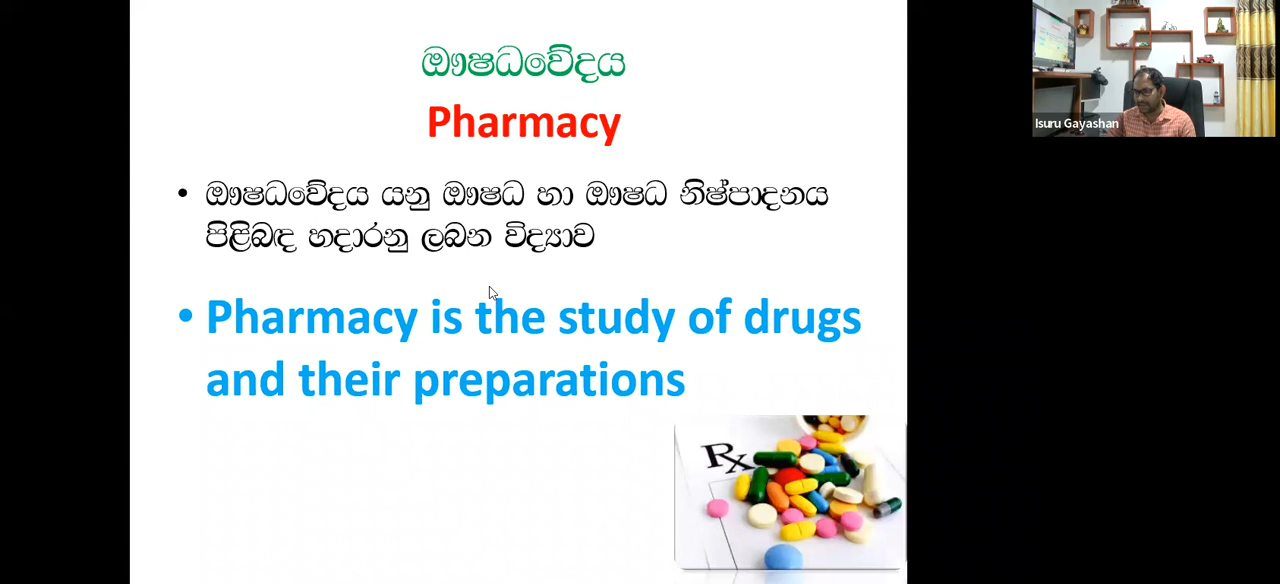 ඖෂධවේදය
Pharmacy
• ඖෂධවේදය යනු ඖෂධ හා ඖෂධ නිෂ්පාදනය
පිළිබඳ හදාරනු ලබන විද්‍යාව
• Pharmacy is the study of drugs
and their preparations
Rx
Isuru Gayashan